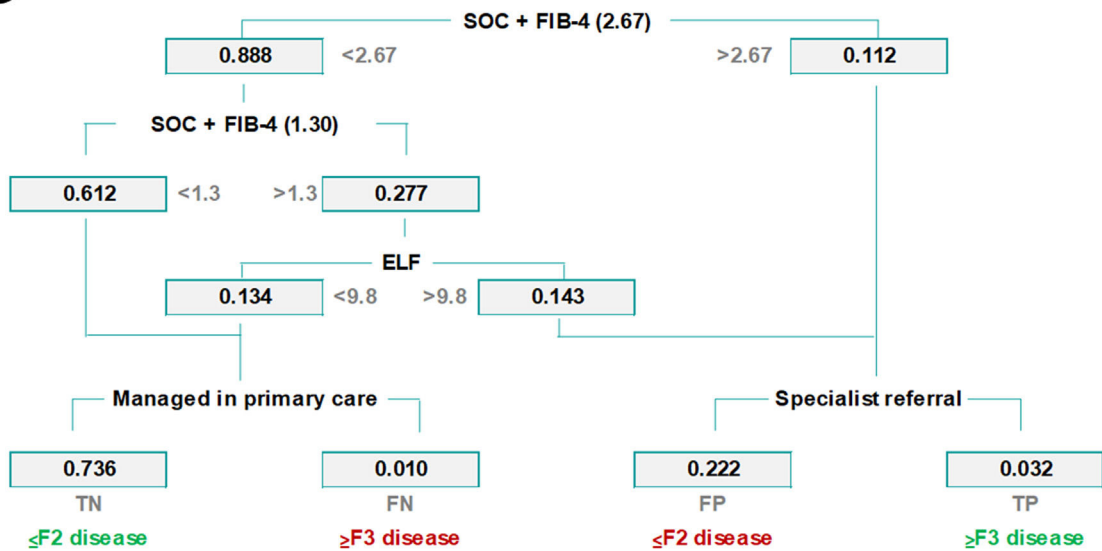 SOC + FIB-4 (2.67)
0.888 <2.67 >2.67 0.112
SOC + FIB-4 (1.30)
0.612 <1.3 >1.3 0.277
ELF
0.134 <9.8 >9.8 0.143
Managed in primary care Specialist referral
0.736 0.010 0.222 0.032
TN FN FP TP
≤F2 disease ≥F3 disease ≤F2 disease ≥F3 disease